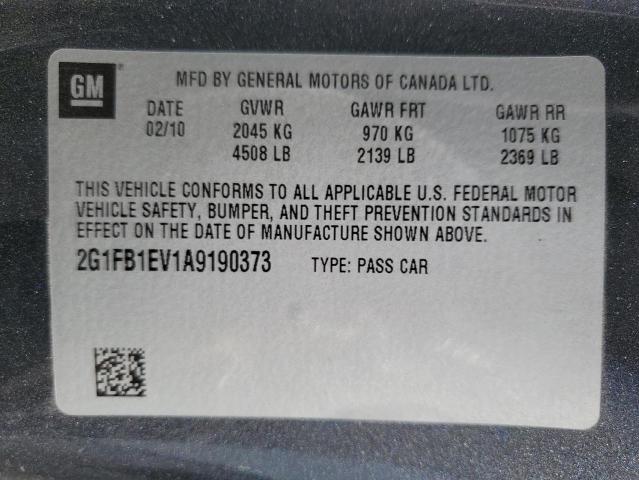 GM
MFD BY GENERAL MOTORS OF CANADA LTD.
DATE GVWR GAWR FRT GAWR RR
02/10 2045 KG 970 KG 1075 KG
4508 LB 2139 LB 2369 LB
THIS VEHICLE CONFORMS TO ALL APPLICABLE U.S. FEDERAL MOTOR
VEHICLE SAFETY, BUMPER, AND THEFT PREVENTION STANDARDS IN
EFFECT ON THE DATE OF MANUFACTURE SHOWN ABOVE.
2G1FB1EV1A9190373 TYPE: PASS CAR